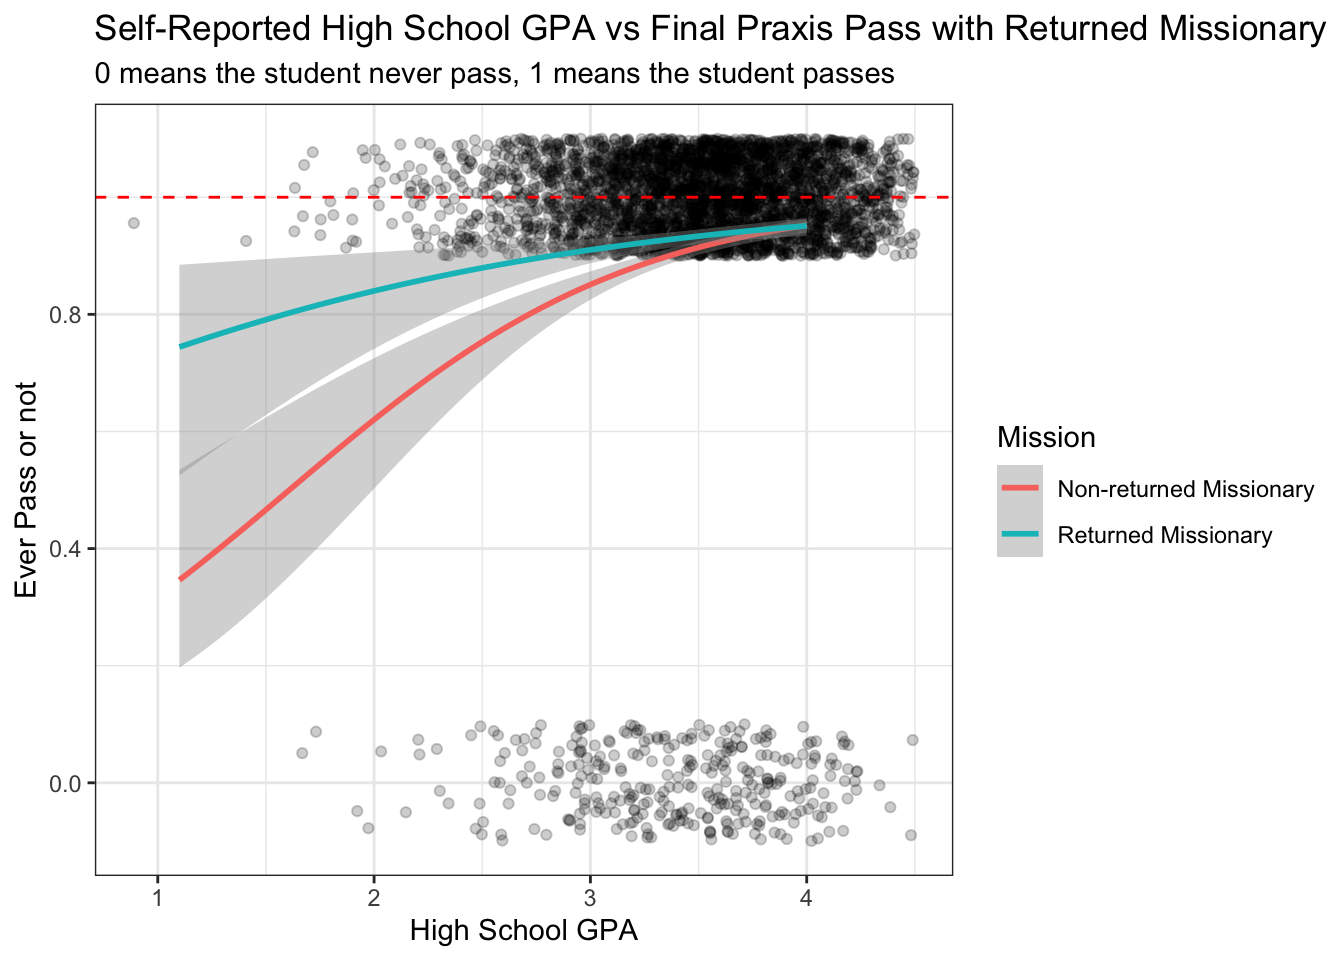 Self-Reported High School GPA vs Final Praxis Pass with Returned Missionary
0 means the student never pass, 1 means the student passes
Ever Pass or not
0.8
0.4
0.0
1
2
3
4
High School GPA
Mission
Non-returned Missionary
Returned Missionary